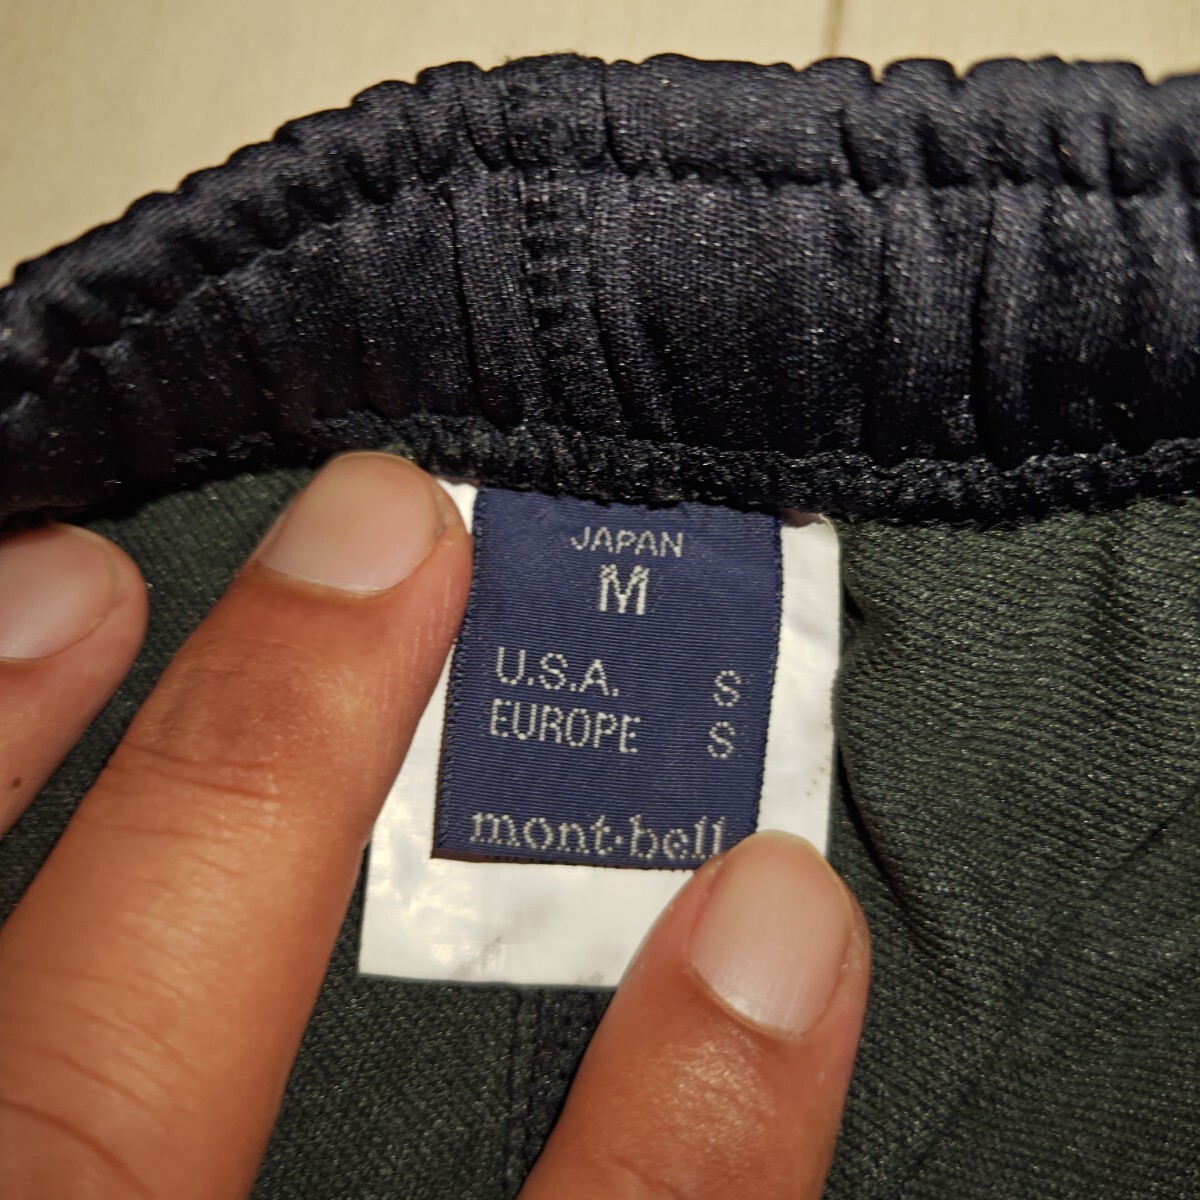 JAPAN
M
U.S.A. S
EUROPE S
mont-bell